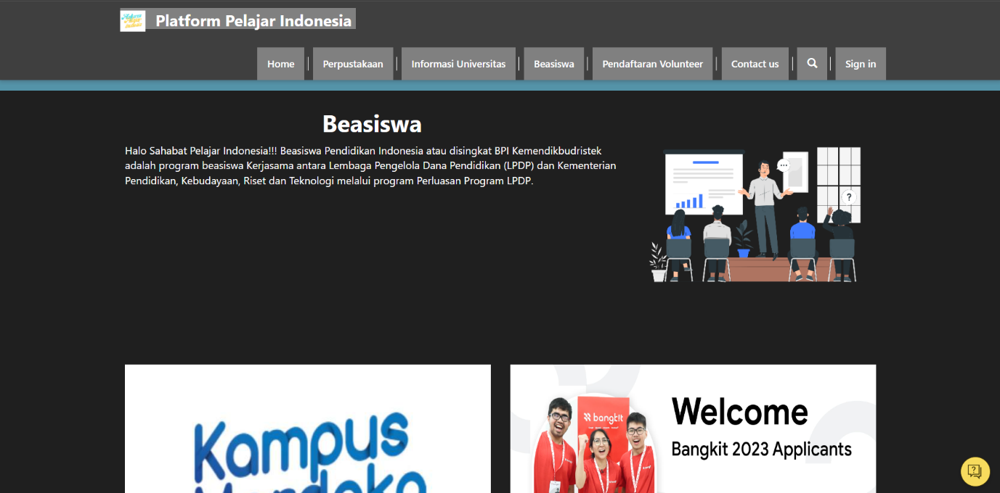 Platform Pelajar Indonesia
Home
Perpustakaan
Informasi Universitas
Beasiswa
Pendaftaran Volunteer
Contact us
Sign in
Beasiswa
Halo Sahabat Pelajar Indonesia!!! Beasiswa Pendidikan Indonesia atau disingkat BPI Kemendikbudristek
adalah program beasiswa Kerjasama antara Lembaga Pengelola Dana Pendidikan (LPDP) dan Kementerian
Pendidikan, Kebudayaan, Riset dan Teknologi melalui program Perluasan Program LPDP.
?
Kampus
Merdeka
bangkit
Welcome
Bangkit 2023 Applicants
?